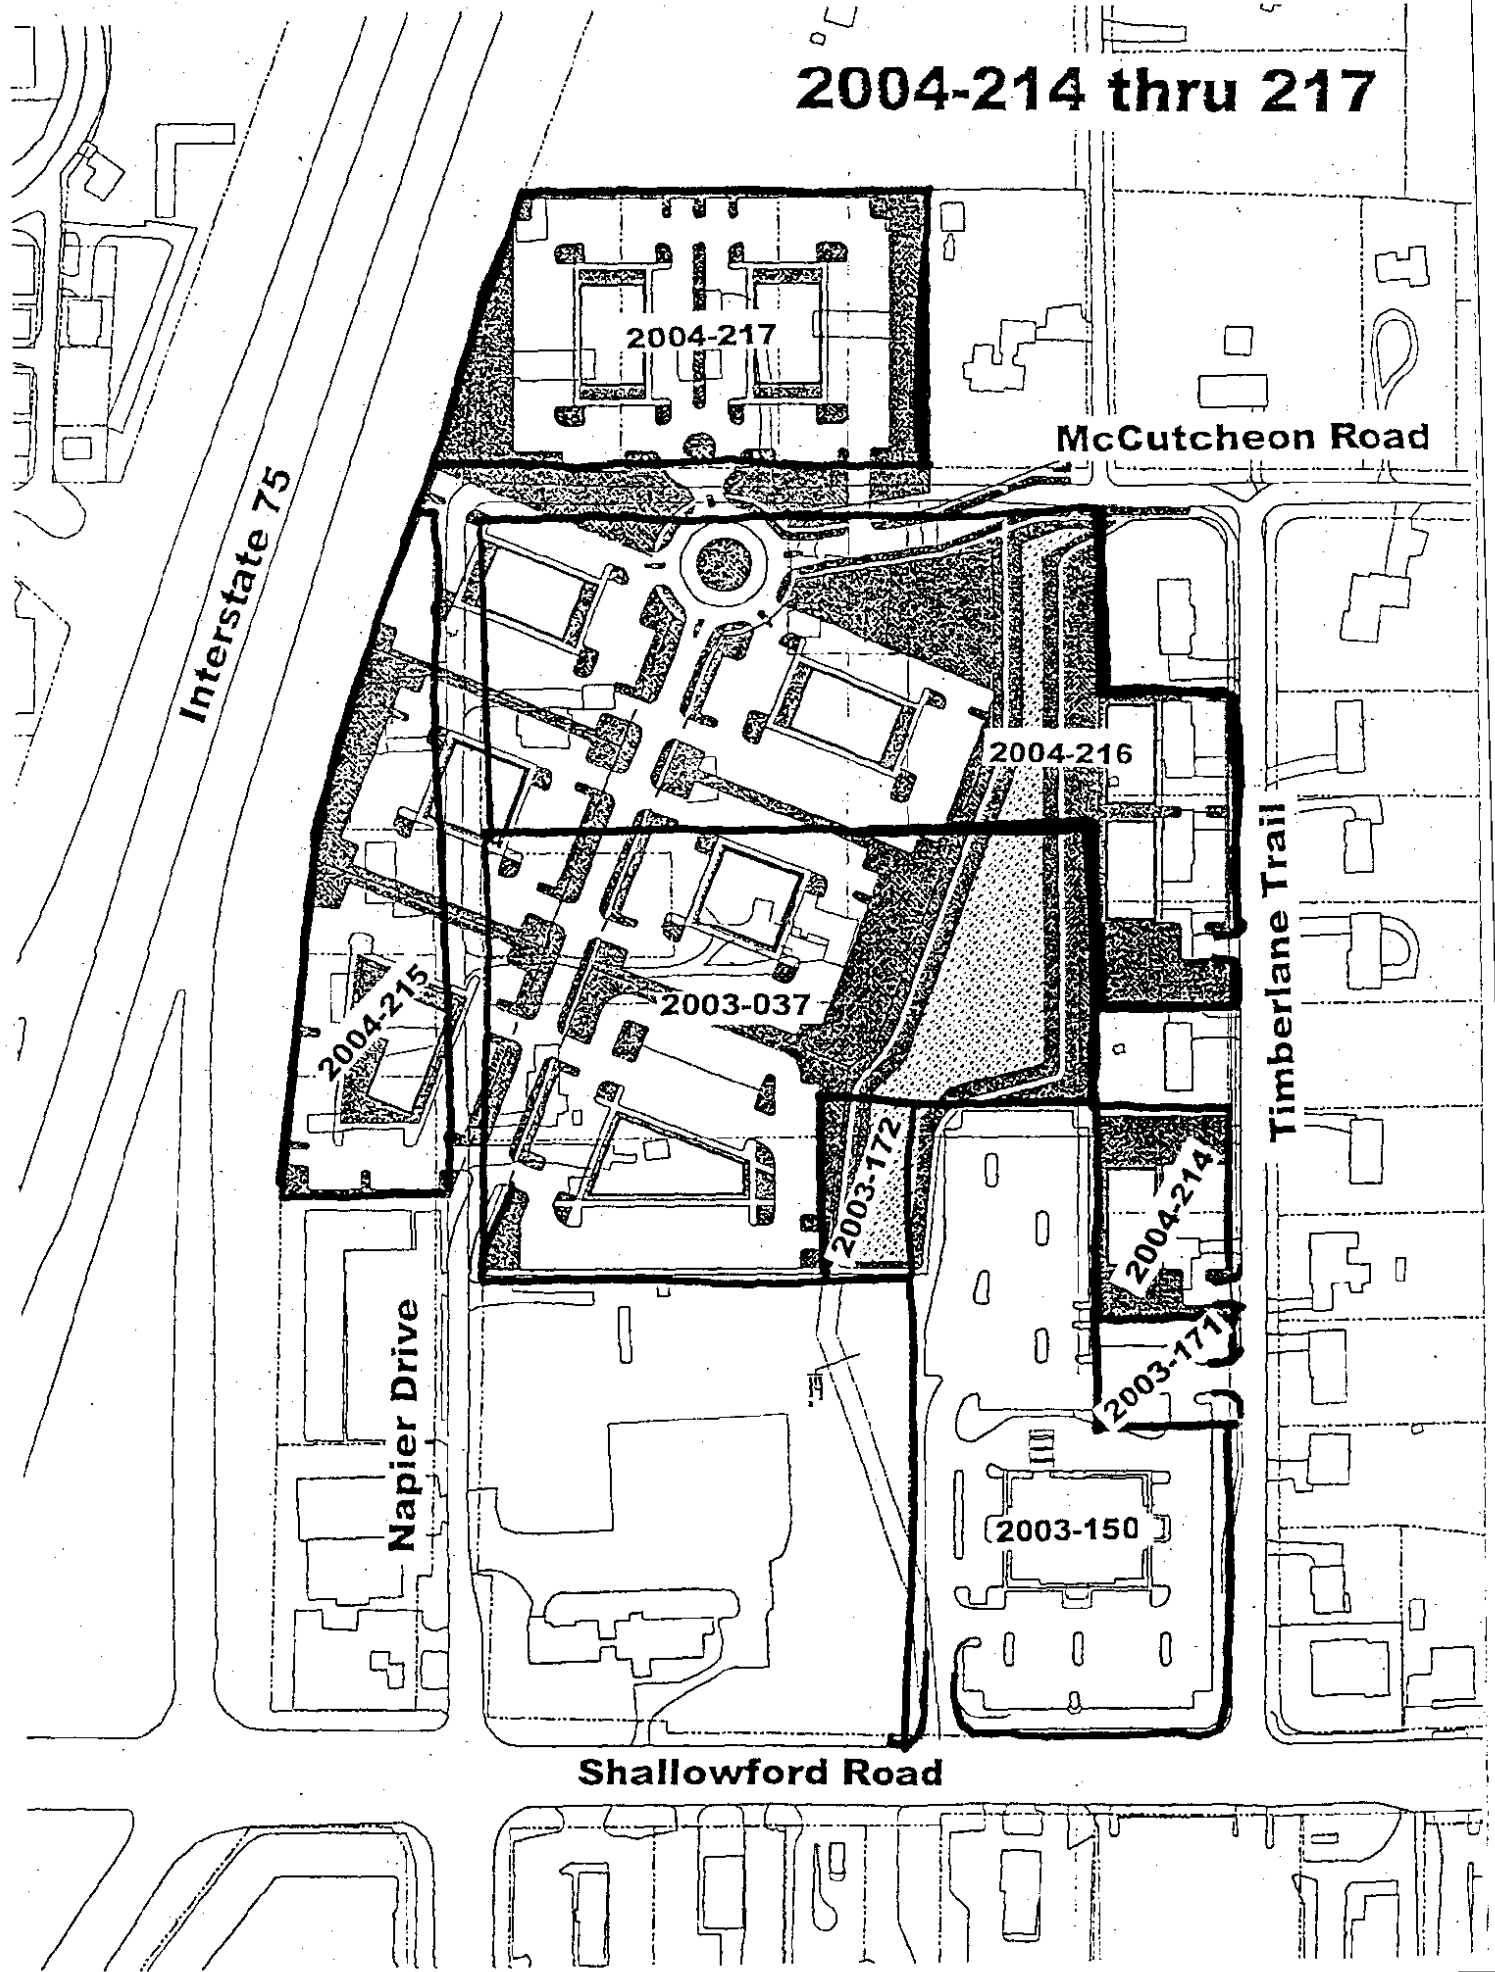 2004-214 thru 217
2004-217
McCutcheon Road
Interstate 75
2004-216
Timberlane Trail
2004-215
2003-037
2003-172
2004-214
2003-171
Napier Drive
2003-150
Shallowford Road